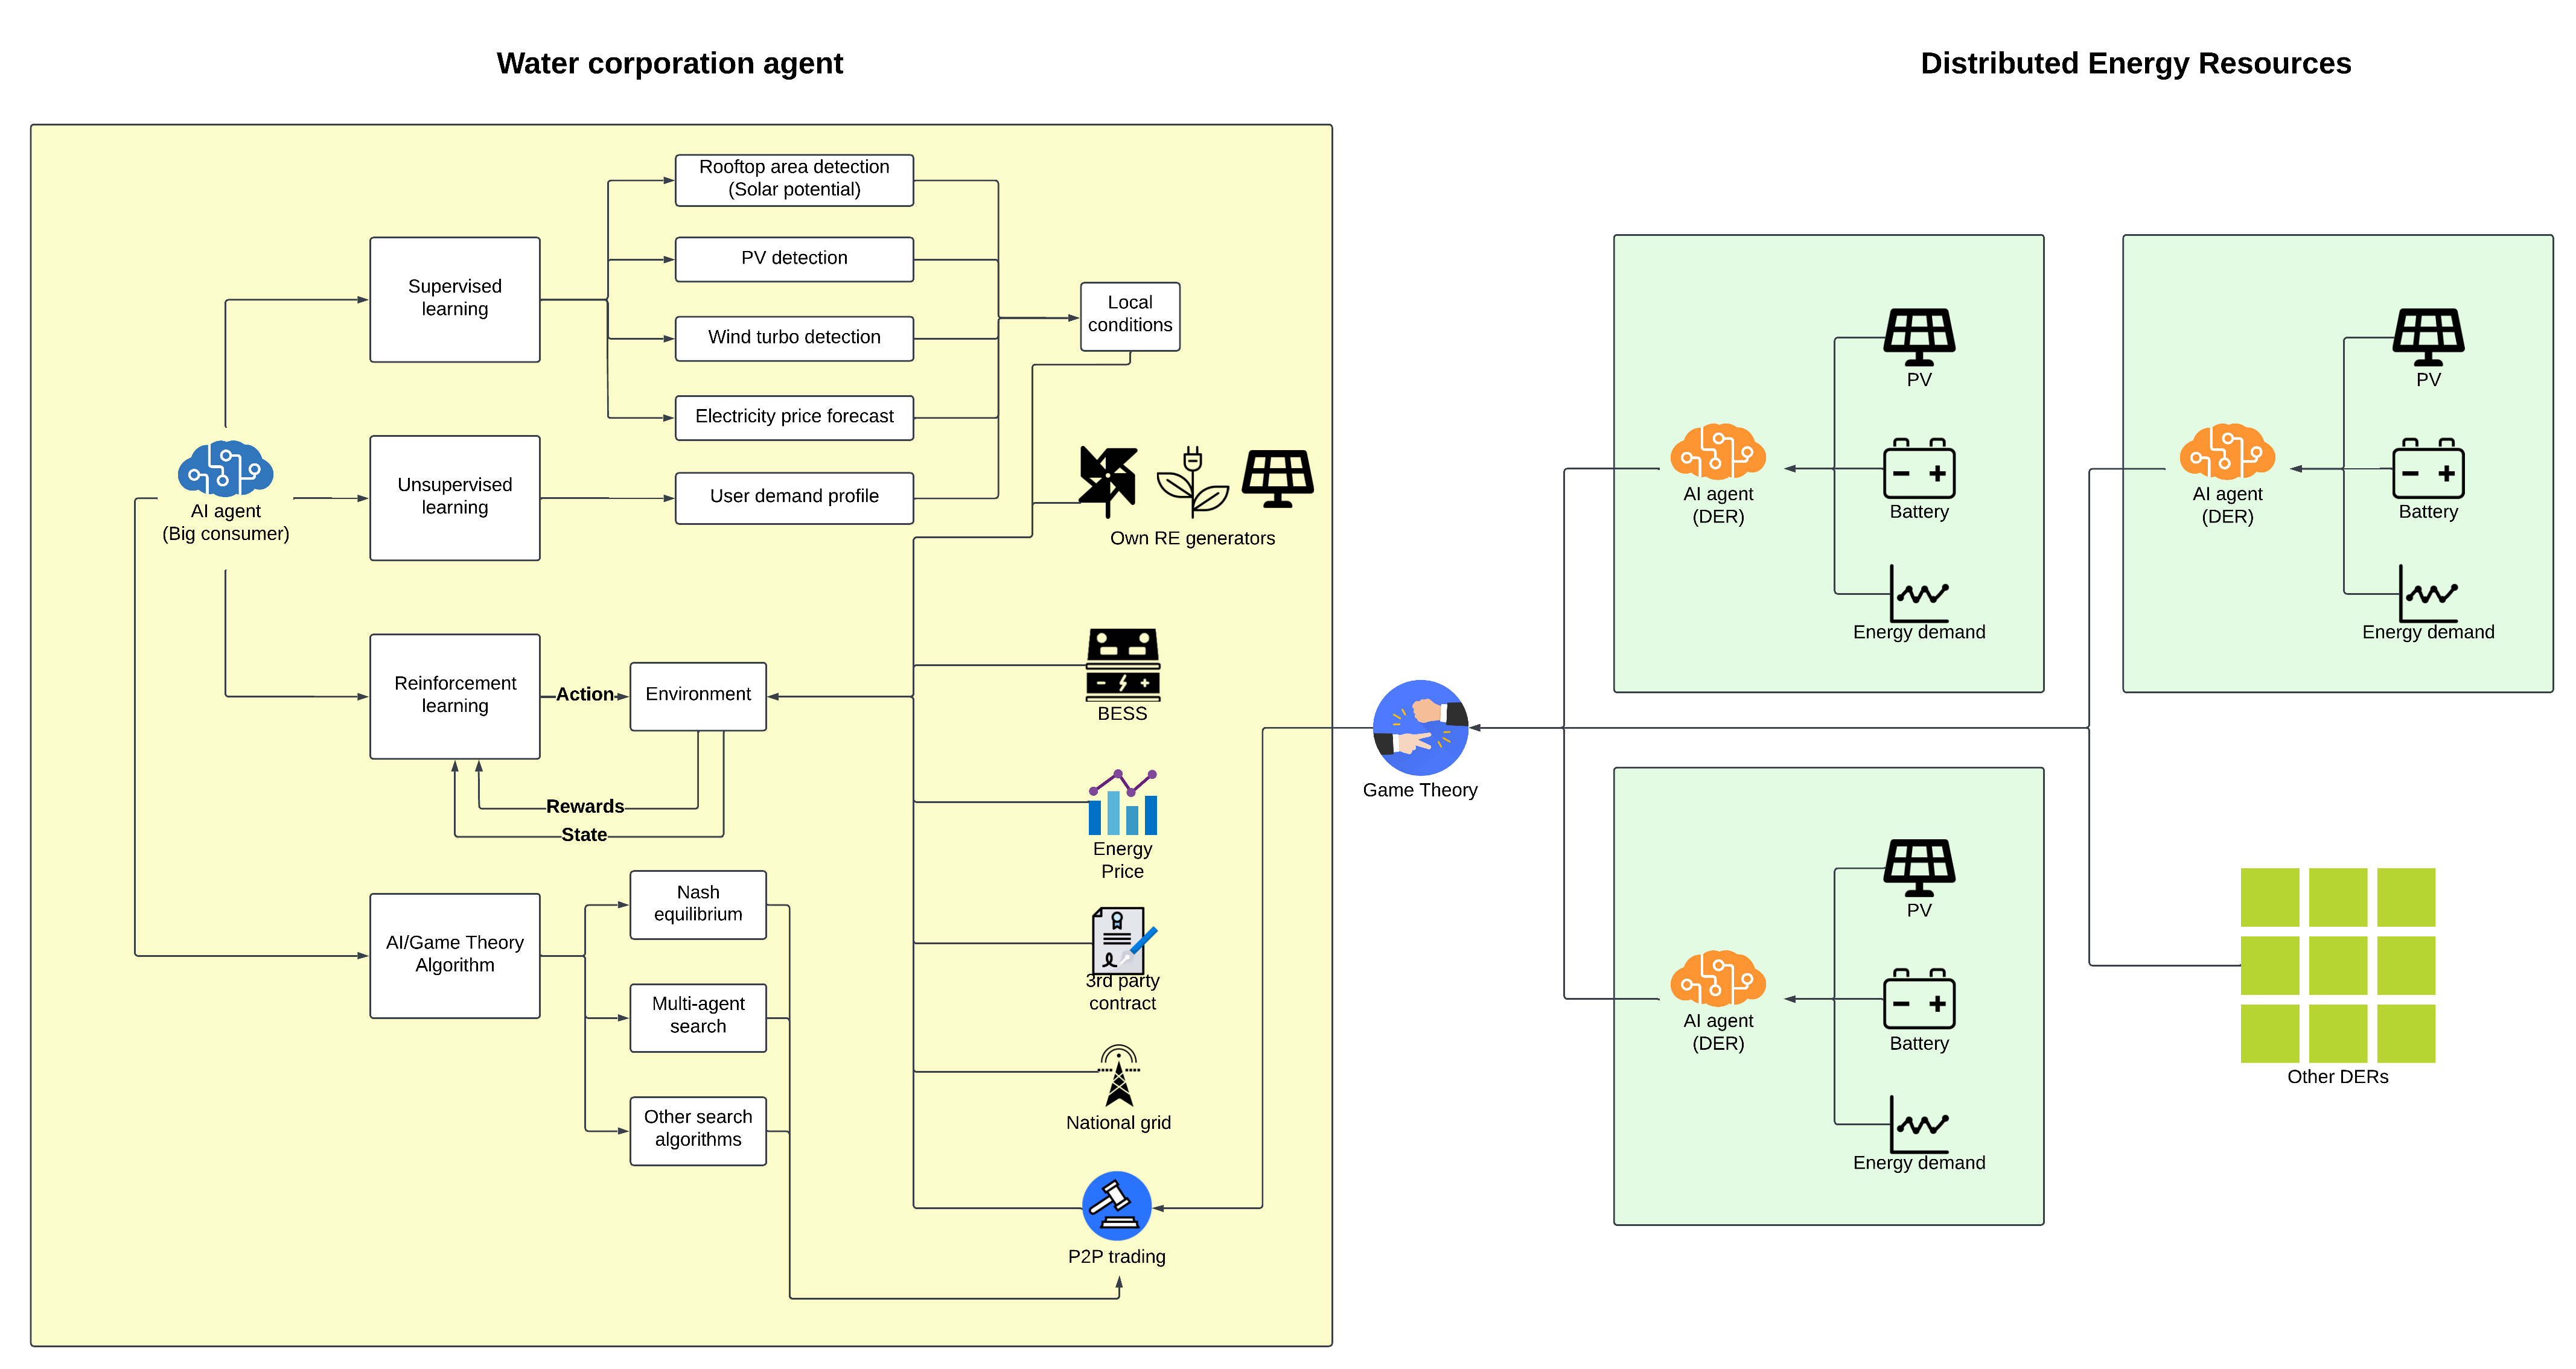 Water corporation agent
Distributed Energy Resources
Rooftop area detection
(Solar potential)
PV detection
Wind turbo detection
Electricity price forecast
User demand profile
Supervised
learning
Unsupervised
learning
AI agent
(Big consumer)
Local
conditions
Own RE generators
Reinforcement
learning
Action
Environment
Rewards
State
BESS
Energy
Price
3rd party
contract
National grid
P2P trading
AI/Game Theory
Algorithm
Nash
equilibrium
Multi-agent
search
Other search
algorithms
Game Theory
PV
AI agent
(DER)
Battery
Energy demand
PV
AI agent
(DER)
Battery
Energy demand
PV
AI agent
(DER)
Battery
Energy demand
Other DERs